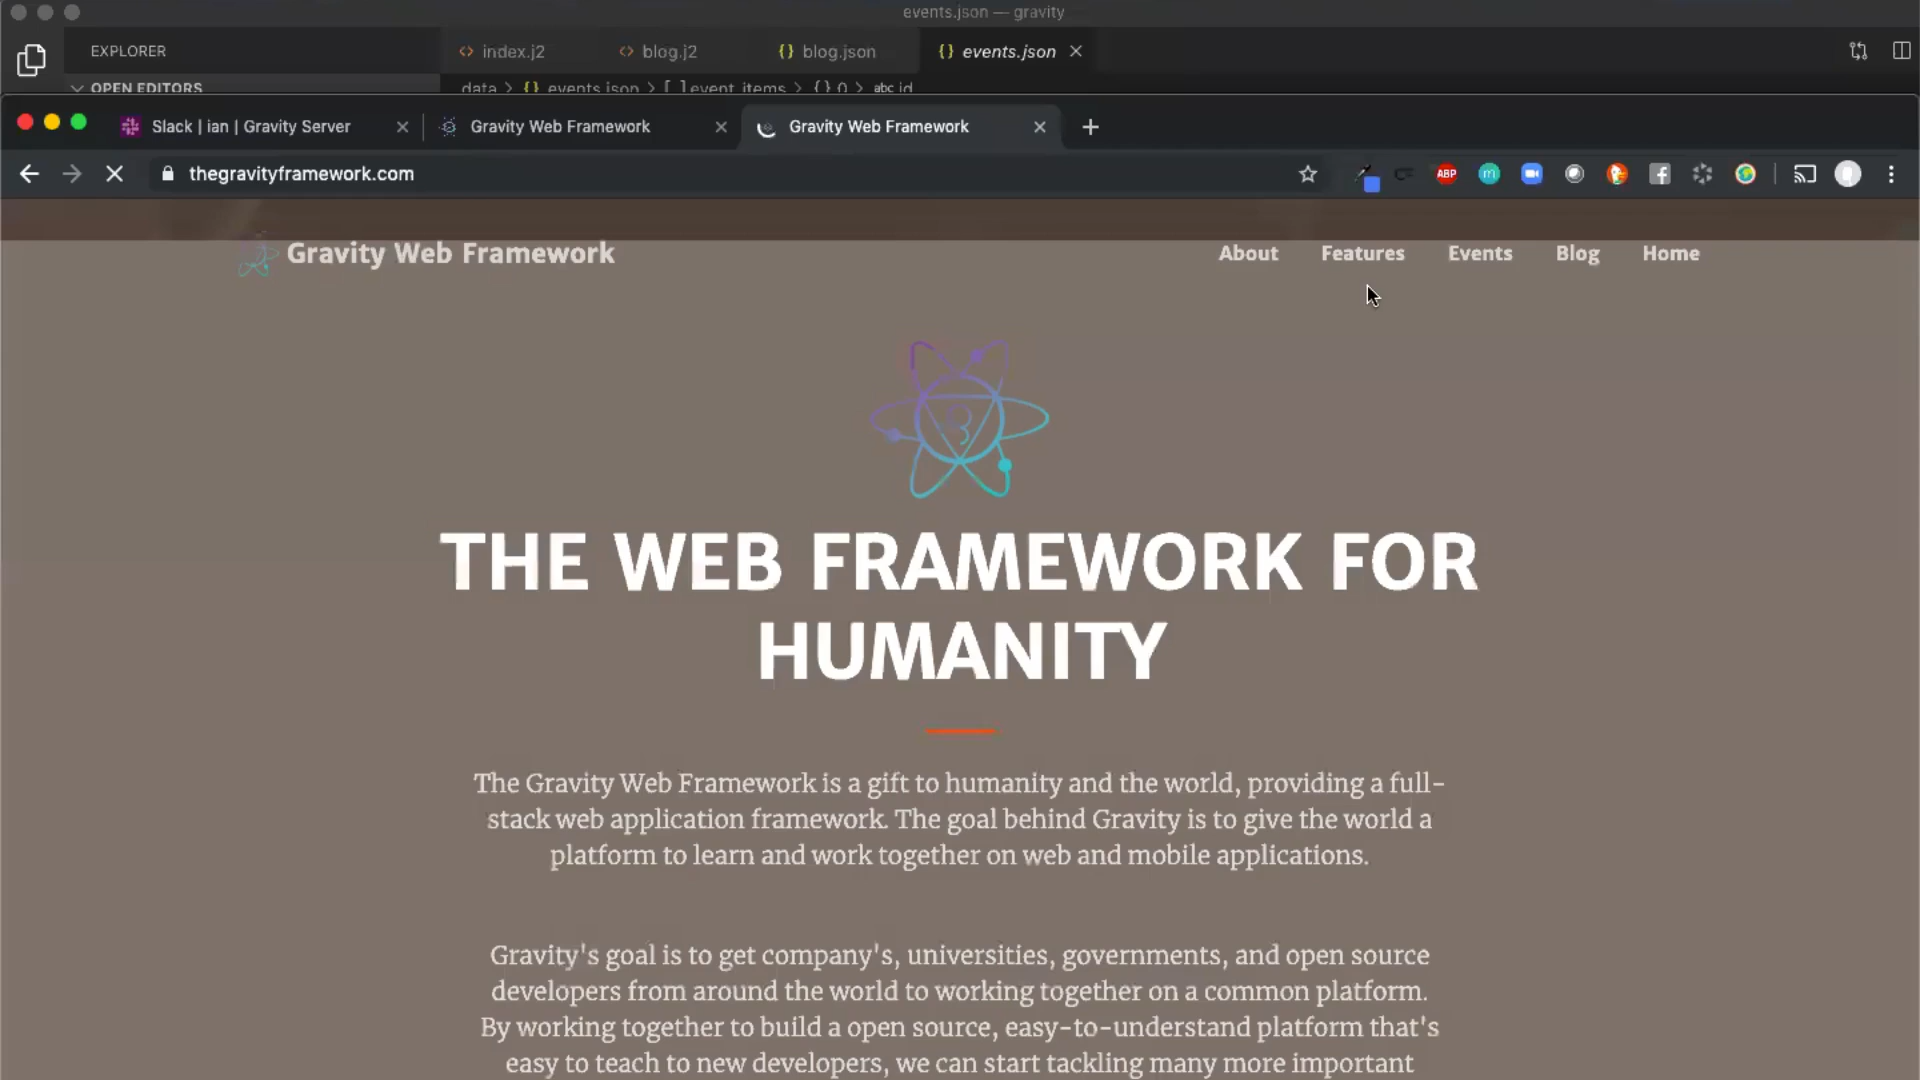 events.json — gravity
EXPLORER
<> index.j2
<> blog.j2
{} blog.json
{} events.json
OPEN EDITORS
data > {} events.json > [ ] event_items > {} 0 > abc id
Slack | ian | Gravity Server
Gravity Web Framework
Gravity Web Framework
thegravityframework.com
ABP
m
Gravity Web Framework
About
Features
Events
Blog
Home
THE WEB FRAMEWORK FOR
HUMANITY
The Gravity Web Framework is a gift to humanity and the world, providing a full-
stack web application framework. The goal behind Gravity is to give the world a
platform to learn and work together on web and mobile applications.
Gravity's goal is to get company's, universities, governments, and open source
developers from around the world to working together on a common platform.
By working together to build a open source, easy-to-understand platform that's
easy to teach to new developers, we can start tackling many more important